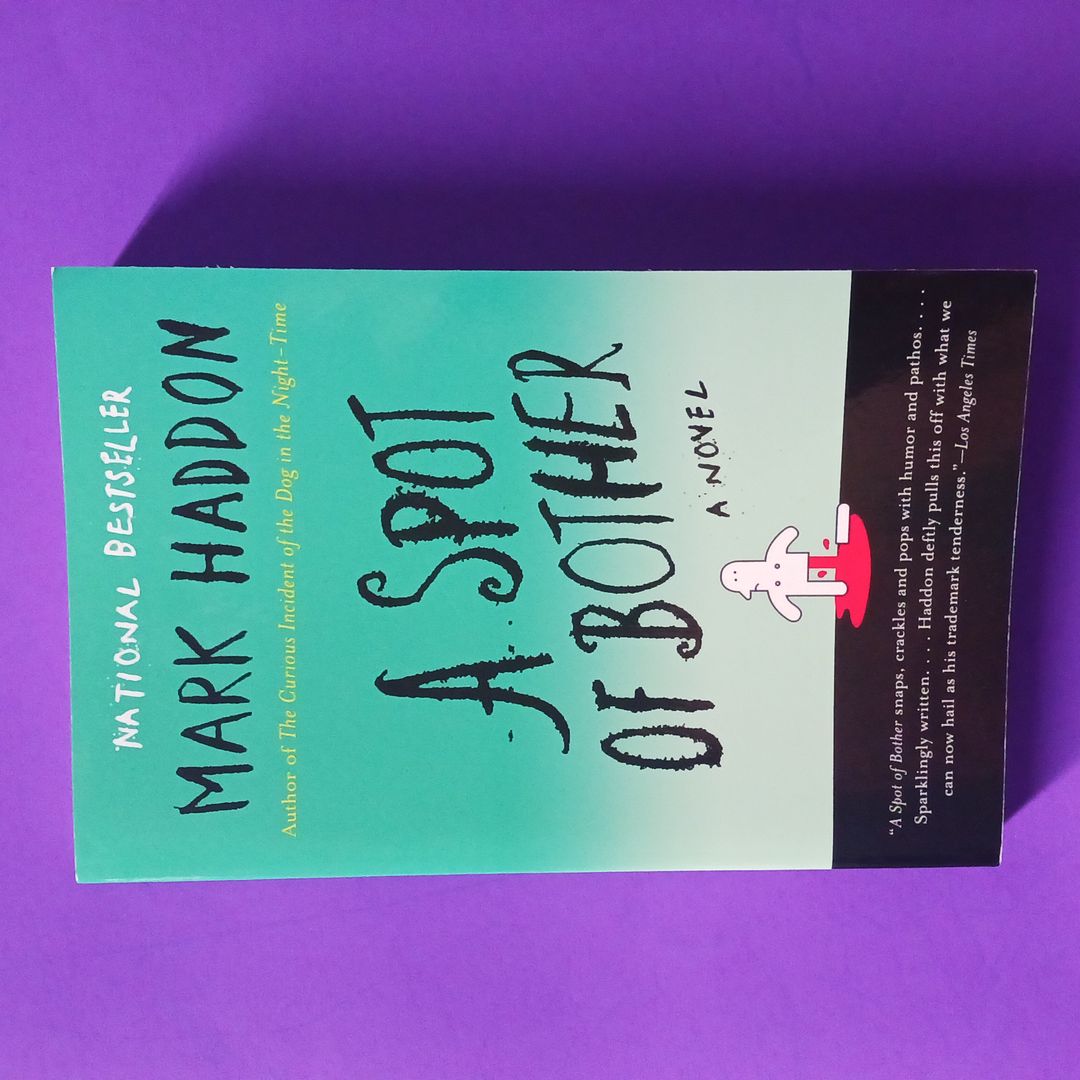 NATIONAL BESTSELLER
MARK HADDON
Author of The Curious Incident of the Dog in the Night-Time
A SPOT
OF BOTHER
A NOVEL
“A Spot of Bother snaps, crackles and pops with humor and pathos. . . .
Sparklingly written. . . . Haddon deftly pulls this off with what we
can now hail as his trademark tenderness.”—Los Angeles Times